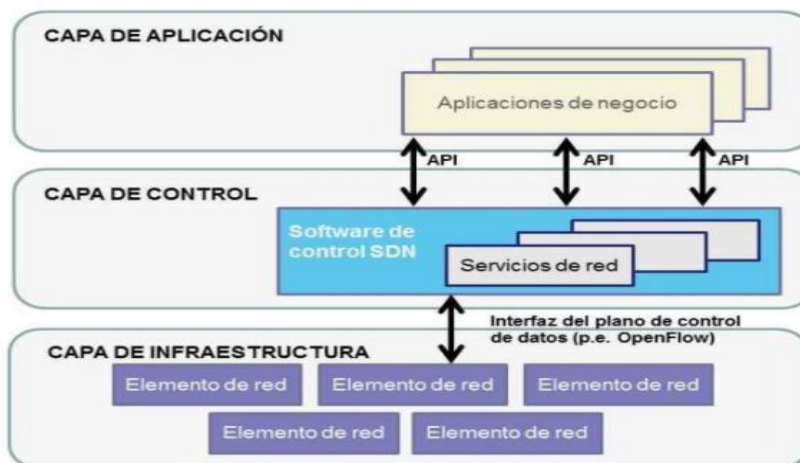 CAPA DE APLICACIÓN
Aplicaciones de negocio
API
API
API
CAPA DE CONTROL
Software de
control SDN
Servicios de red
Interfaz del plano de control
de datos (p.e. OpenFlow)
CAPA DE INFRAESTRUCTURA
Elemento de red
Elemento de red
Elemento de red
Elemento de red
Elemento de red